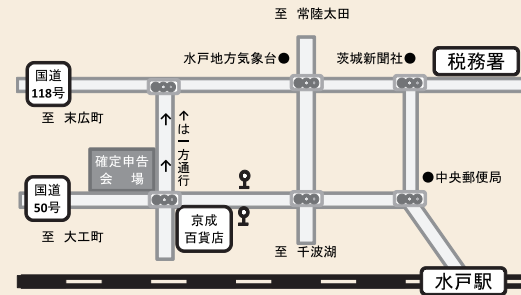 至 常陸太田
水戸地方気象台
茨城新聞社
税務署
国道
118号
至 末広町
↑は一方通行
確定申告
会 場
中央郵便局
国道
50号
京成
百貨店
至 大工町
至 千波湖
水戸駅